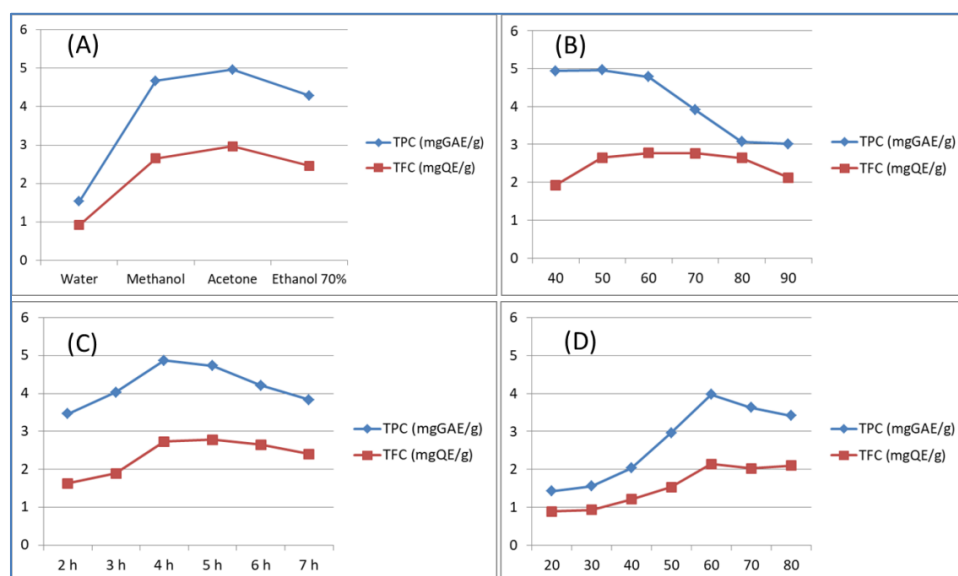 (A)
6
5
4
3
2
1
0
Water Methanol Acetone Ethanol 70%
TPC (mgGAE/g)
TFC (mgQE/g)
(B)
6
5
4
3
2
1
0
40 50 60 70 80 90
TPC (mgGAE/g)
TFC (mgQE/g)
(C)
6
5
4
3
2
1
0
2 h 3 h 4 h 5 h 6 h 7 h
TPC (mgGAE/g)
TFC (mgQE/g)
(D)
6
5
4
3
2
1
0
20 30 40 50 60 70 80
TPC (mgGAE/g)
TFC (mgQE/g)